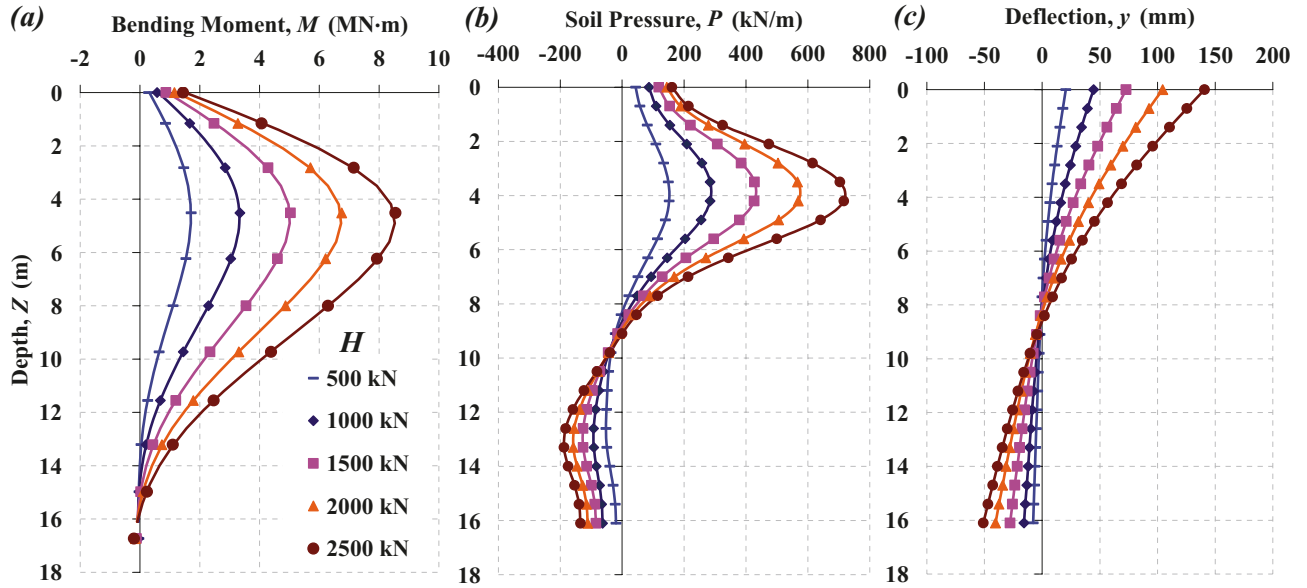 (a)
Bending Moment, M (MN·m)
-2 0 2 4 6 8 10
0
2
4
6
8
10
12
14
16
18
Depth, Z (m)
H
500 kN
1000 kN
1500 kN
2000 kN
2500 kN
(b)
Soil Pressure, P (kN/m)
-400 -200 0 200 400 600 800
0
2
4
6
8
10
12
14
16
18
(c)
Deflection, y (mm)
-100 -50 0 50 100 150 200
0
2
4
6
8
10
12
14
16
18